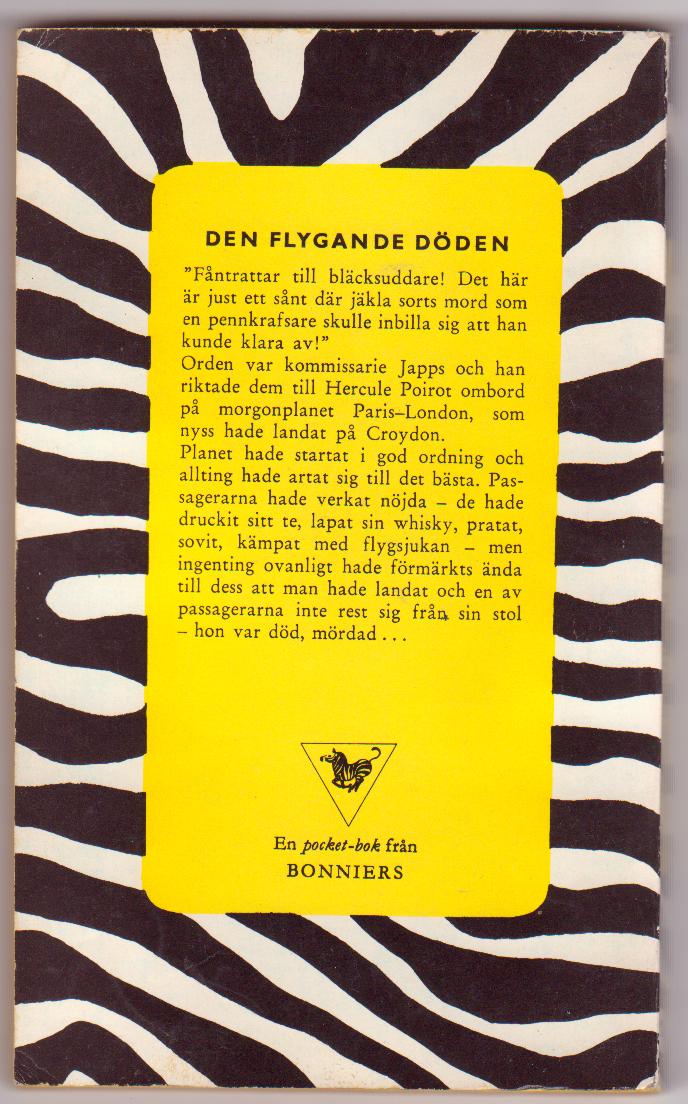 DEN FLYGANDE DÖDEN
”Fåntrattar till bläcksuddare! Det här
är just ett sånt där jäkla sorts mord som
en pennkrafsare skulle inbilla sig att han
kunde klara av!”
Orden var kommissarie Japps och han
riktade dem till Hercule Poirot ombord
på morgonplanet Paris–London, som
nyss hade landat på Croydon.
Planet hade startat i god ordning och
allting hade artat sig till det bästa. Pas-
sagerarna hade verkat nöjda – de hade
druckit sitt te, lapat sin whisky, pratat,
sovit, kämpat med flygsjukan – men
ingenting ovanligt hade förmärkts ända
till dess att man hade landat och en av
passagerarna inte rest sig från sin stol
– hon var död, mördad . . .
En pocket-bok från
BONNIERS